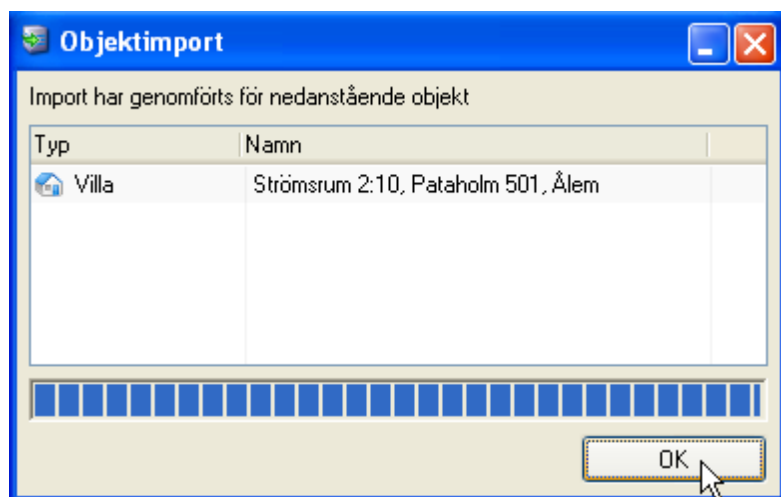 Objektimport
Import har genomförts för nedanstående objekt
Typ Namn
Villa Strömsrum 2:10, Pataholm 501, Ålem
OK